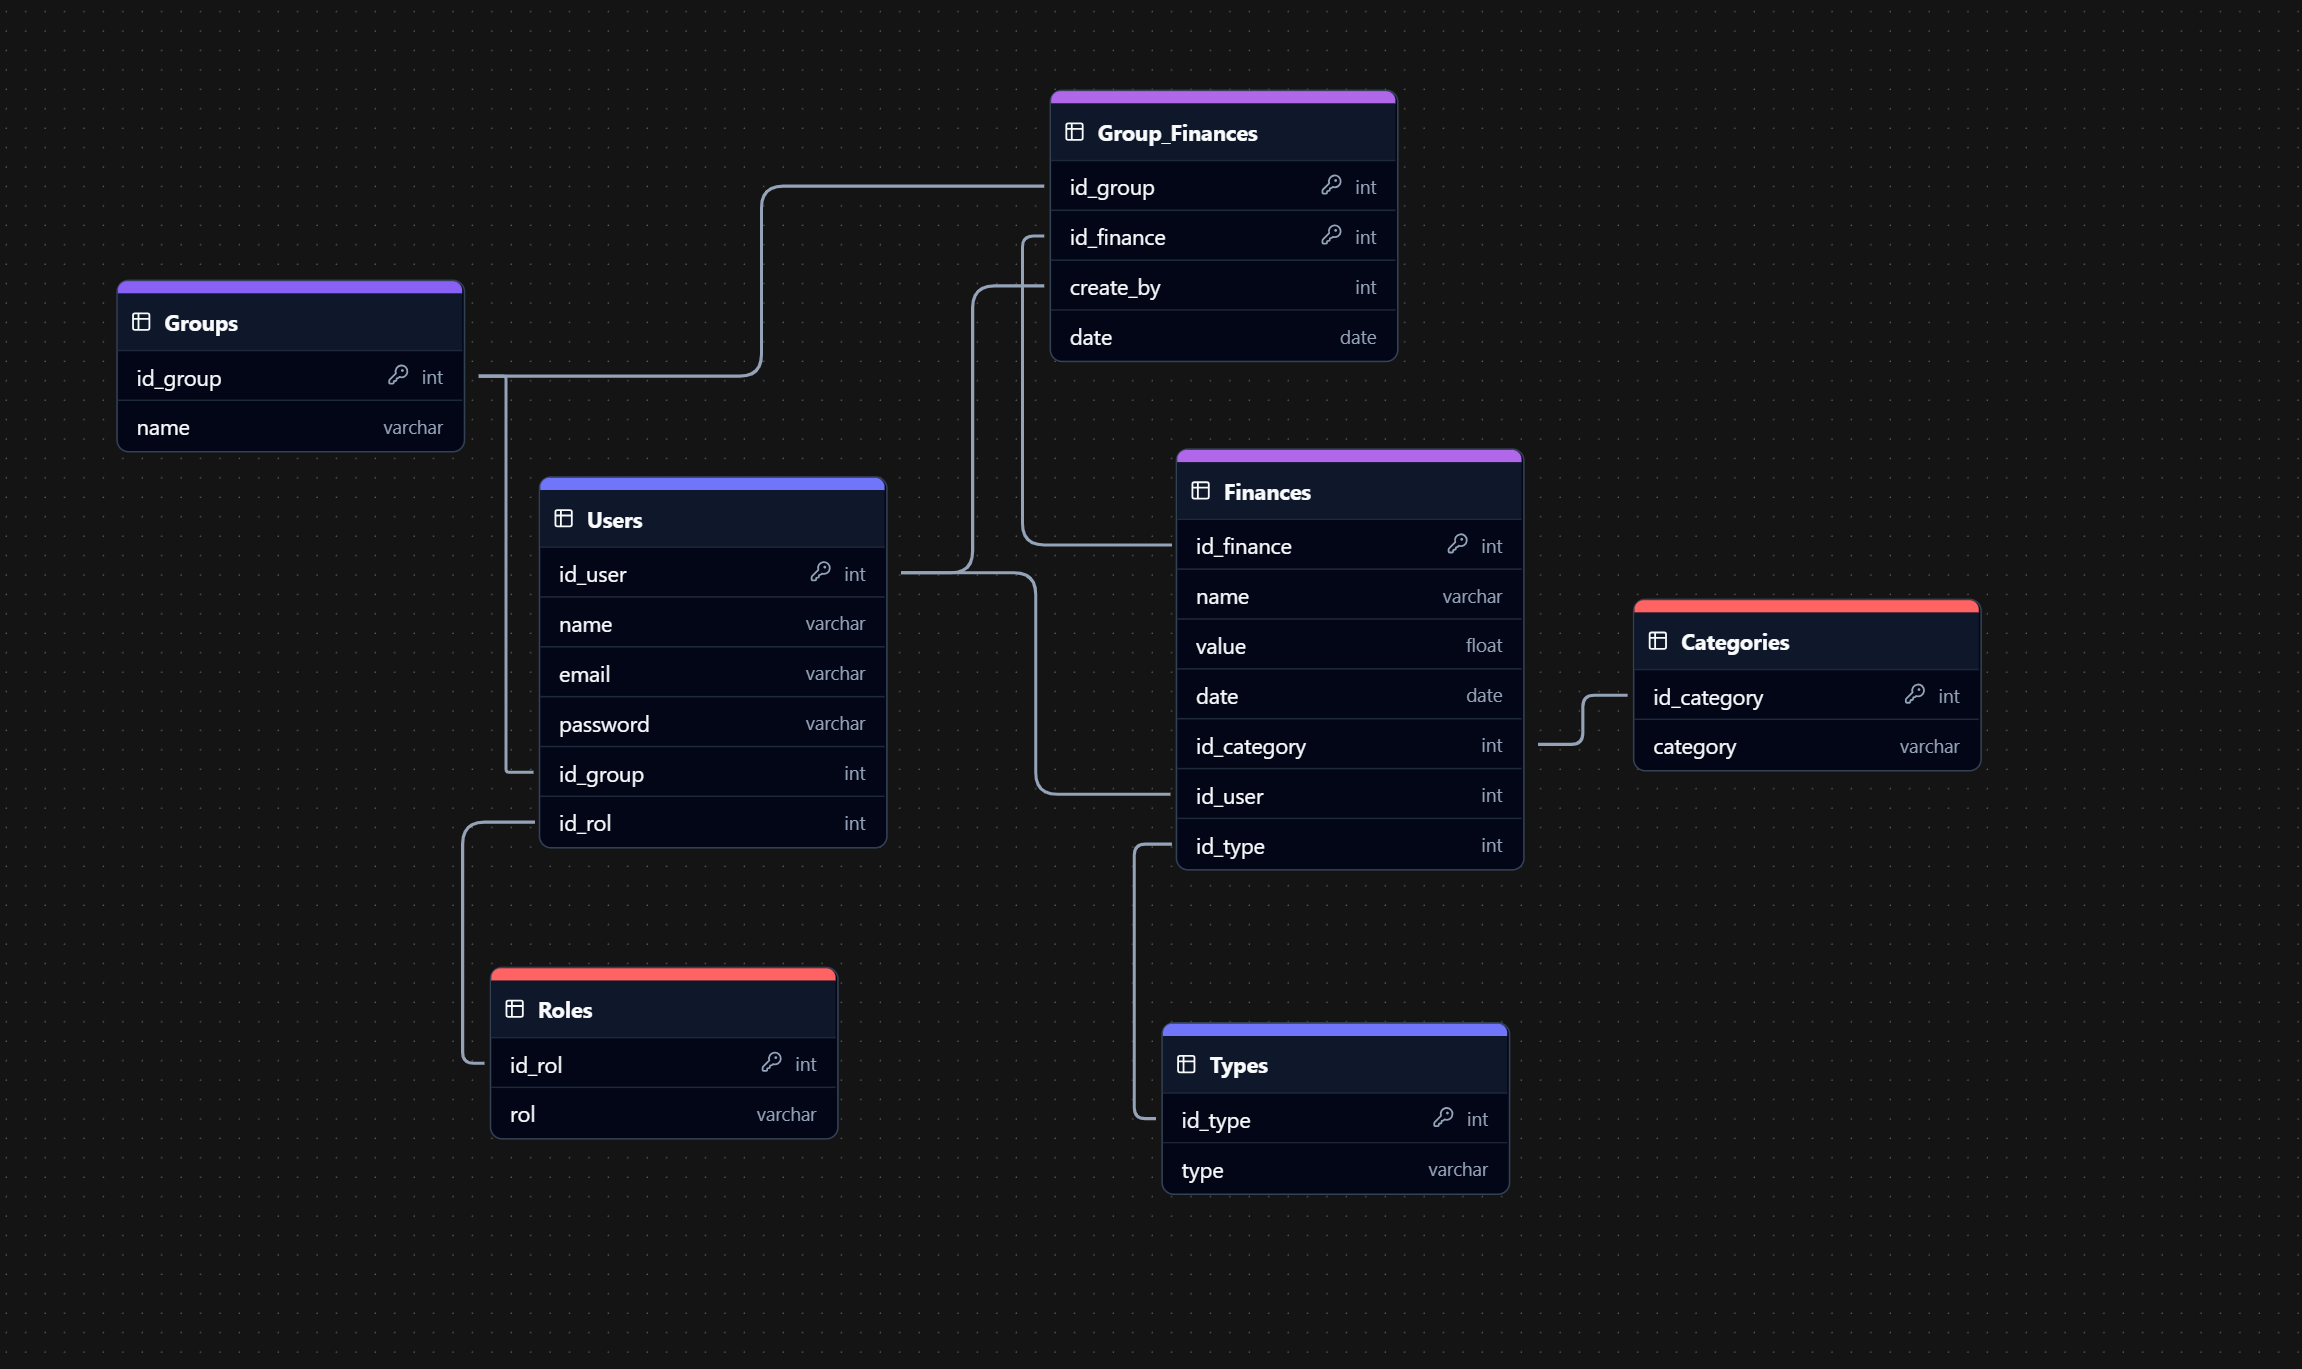 Group_Finances
id_group int
id_finance int
create_by int
date date
Groups
id_group int
name varchar
Users
id_user int
name varchar
email varchar
password varchar
id_group int
id_rol int
Finances
id_finance int
name varchar
value float
date date
id_category int
id_user int
id_type int
Categories
id_category int
category varchar
Roles
id_rol int
rol varchar
Types
id_type int
type varchar